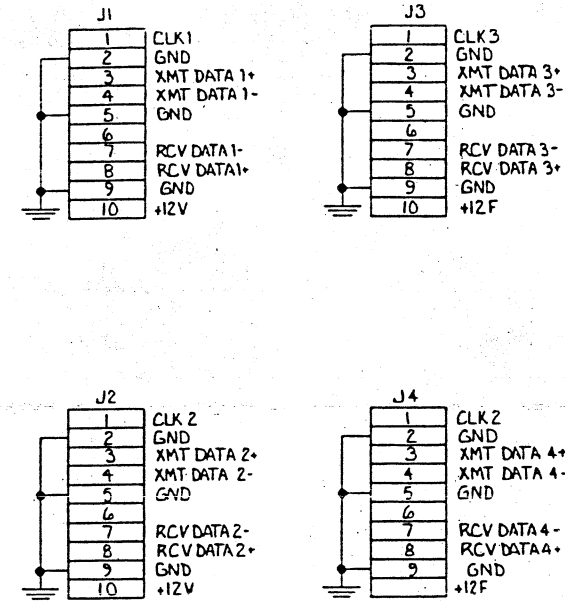 J1
1 CLK1
2 GND
3 XMT DATA 1+
4 XMT DATA 1-
5 GND
6
7 RCV DATA1-
8 RCV DATA1+
9 GND
10 +12V
J3
1 CLK3
2 GND
3 XMT DATA 3+
4 XMT DATA 3-
5 GND
6
7 RCV DATA 3-
8 RCV DATA 3+
9 GND
10 +12F
J2
1 CLK 2
2 GND
3 XMT DATA 2+
4 XMT DATA 2-
5 GND
6
7 RCV DATA 2-
8 RCV DATA 2+
9 GND
10 +12V
J4
1 CLK 2
2 GND
3 XMT DATA 4+
4 XMT DATA 4-
5 GND
6
7 RCV DATA 4-
8 RCV DATA 4+
9 GND
+12F